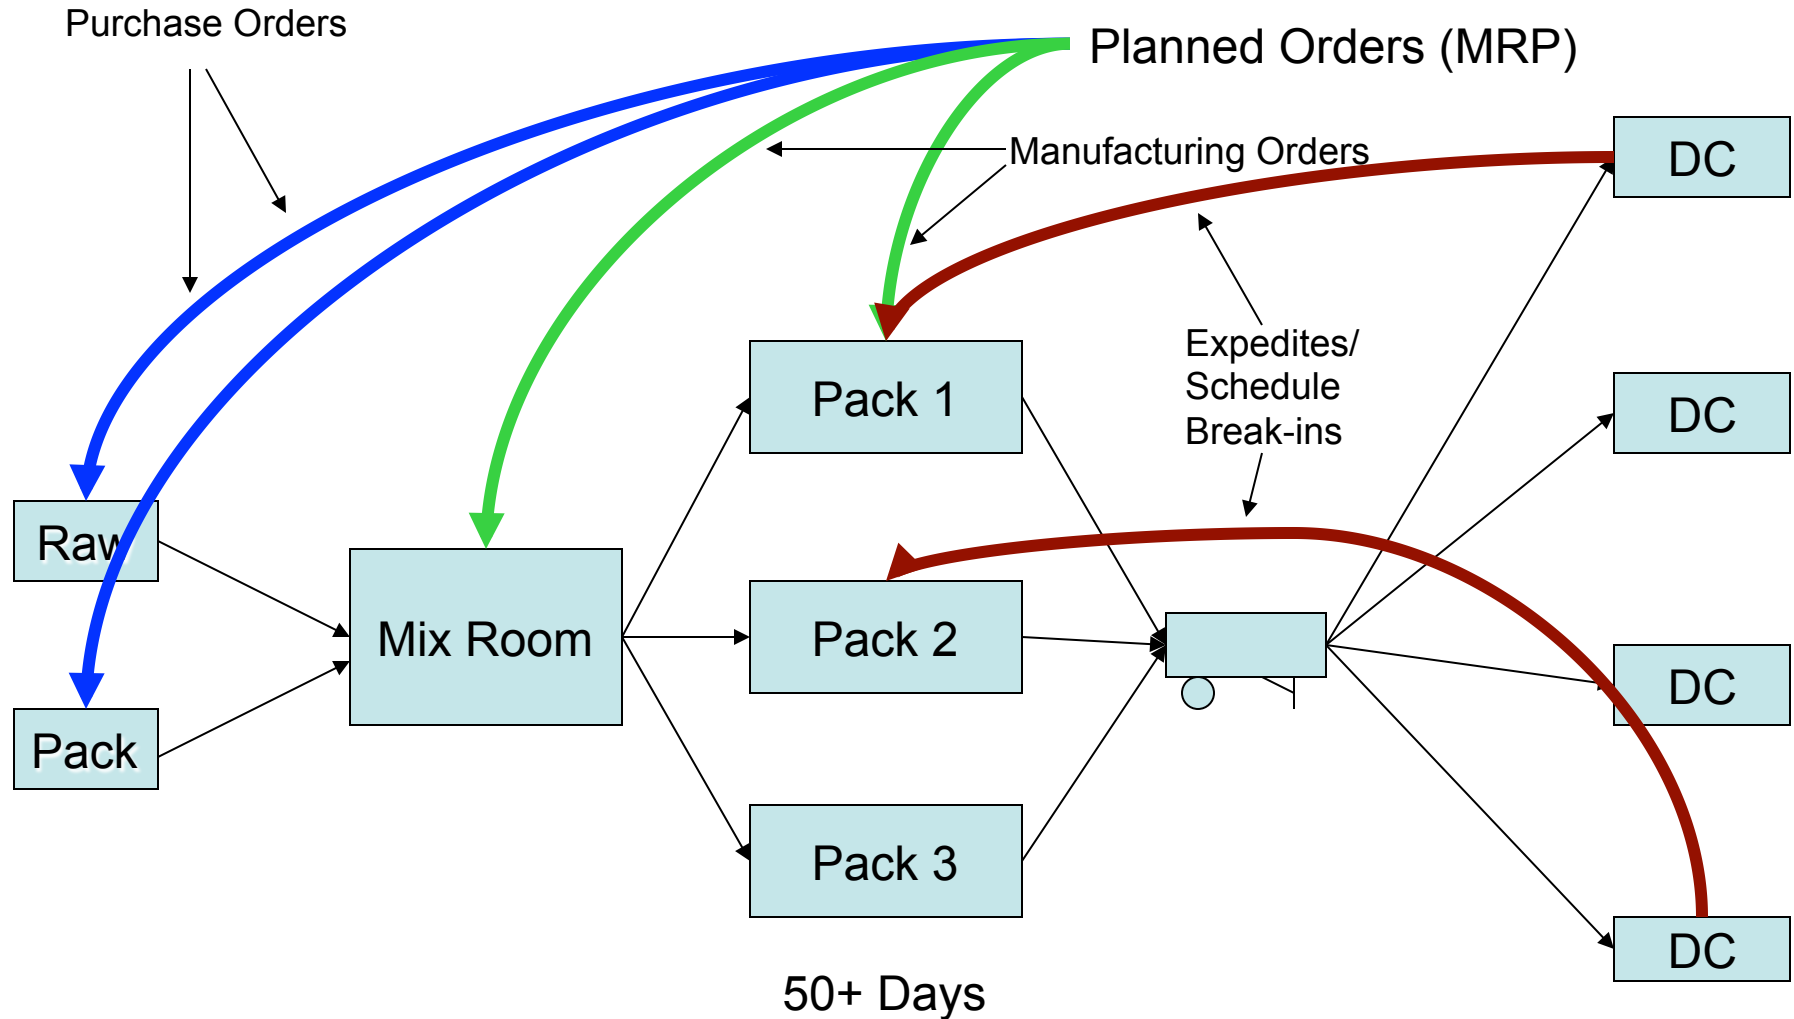 Purchase Orders
Planned Orders (MRP)
Manufacturing Orders
DC
Expedites/
Schedule
Break-ins
Pack 1
DC
Raw
Mix Room
Pack 2
DC
Pack
Pack 3
DC
50+ Days